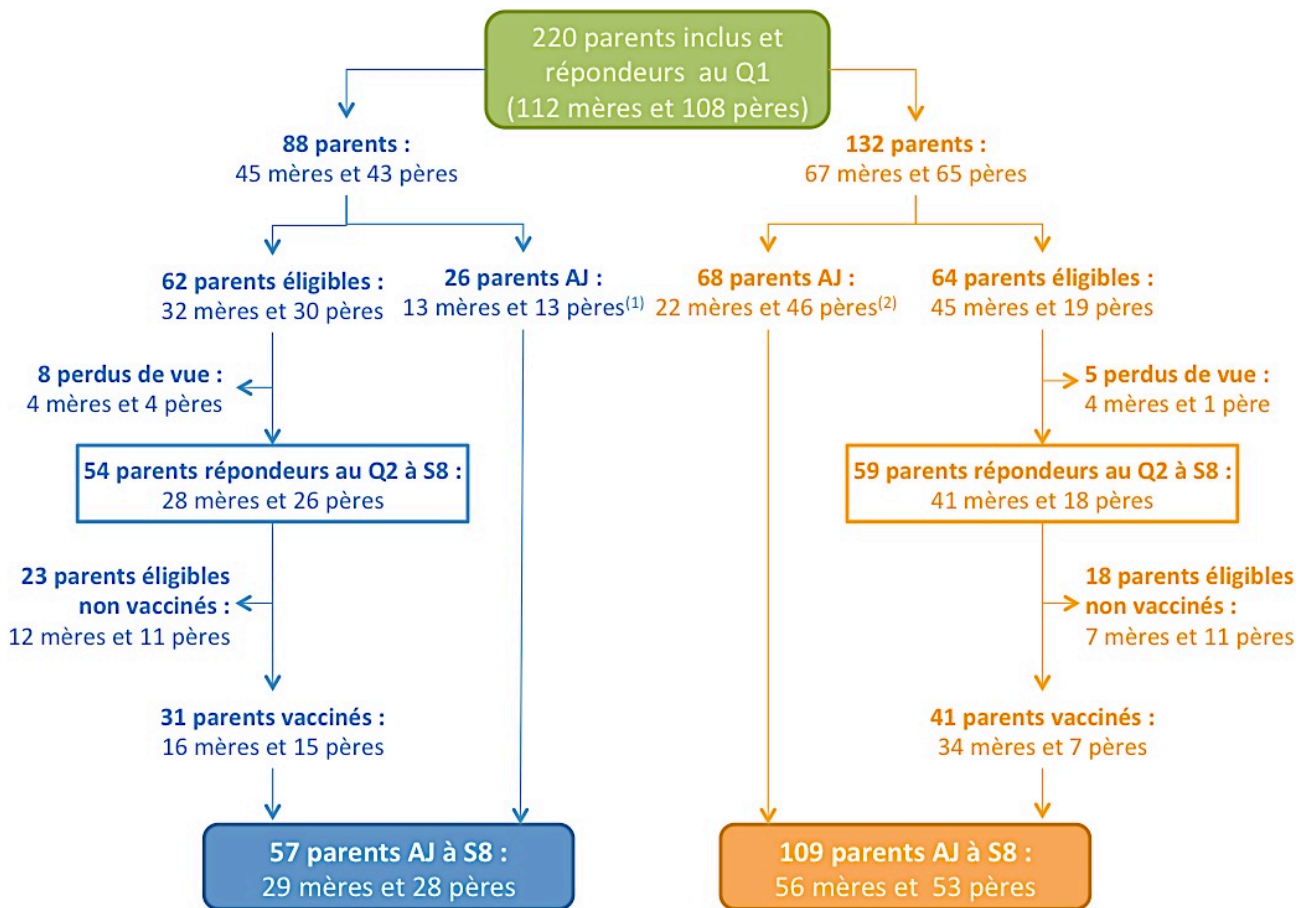 220 parents inclus et
répondeurs au Q1
(112 mères et 108 pères)
88 parents :
45 mères et 43 pères
132 parents :
67 mères et 65 pères
62 parents éligibles :
32 mères et 30 pères
26 parents AJ :
13 mères et 13 pères(1)
68 parents AJ :
22 mères et 46 pères(2)
64 parents éligibles :
45 mères et 19 pères
8 perdus de vue :
4 mères et 4 pères
5 perdus de vue :
4 mères et 1 père
54 parents répondeurs au Q2 à S8 :
28 mères et 26 pères
59 parents répondeurs au Q2 à S8 :
41 mères et 18 pères
23 parents éligibles
non vaccinés :
12 mères et 11 pères
18 parents éligibles
non vaccinés :
7 mères et 11 pères
31 parents vaccinés :
16 mères et 15 pères
41 parents vaccinés :
34 mères et 7 pères
57 parents AJ à S8 :
29 mères et 28 pères
109 parents AJ à S8 :
56 mères et 53 pères